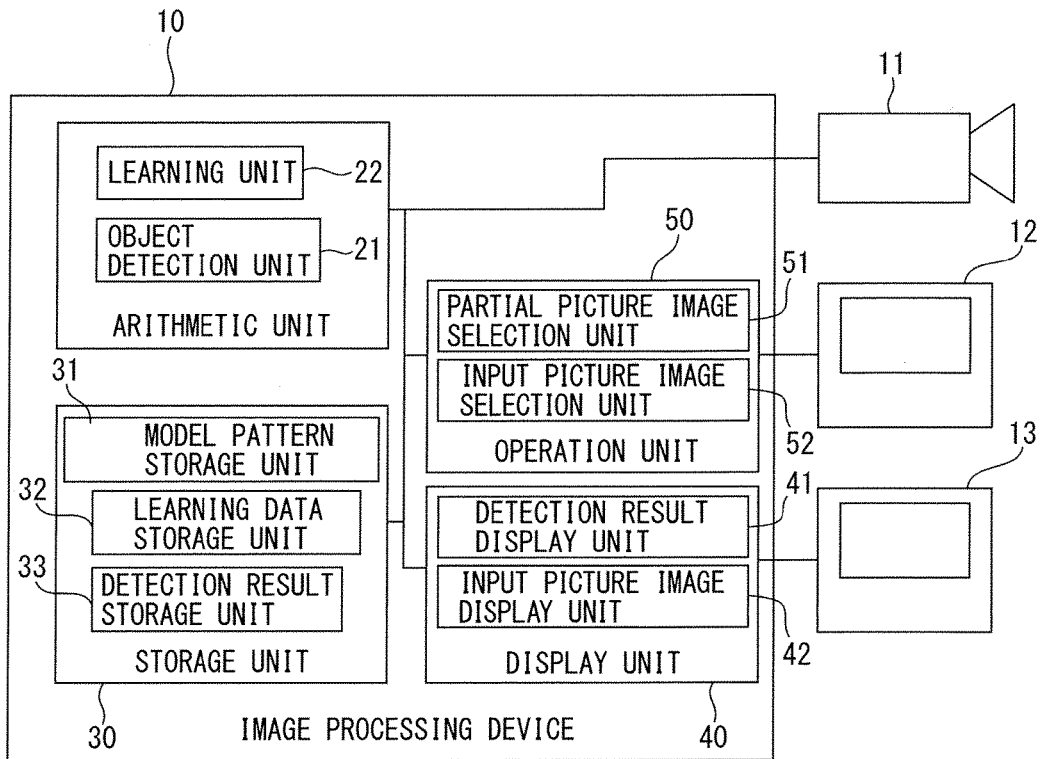 10
11
LEARNING UNIT
22
OBJECT
DETECTION UNIT
21
ARITHMETIC UNIT
50
51
12
PARTIAL PICTURE IMAGE
SELECTION UNIT
INPUT PICTURE IMAGE
SELECTION UNIT
52
OPERATION UNIT
31
MODEL PATTERN
STORAGE UNIT
32
LEARNING DATA
STORAGE UNIT
33
DETECTION RESULT
STORAGE UNIT
STORAGE UNIT
30
41
13
DETECTION RESULT
DISPLAY UNIT
INPUT PICTURE IMAGE
DISPLAY UNIT
42
DISPLAY UNIT
40
IMAGE PROCESSING DEVICE